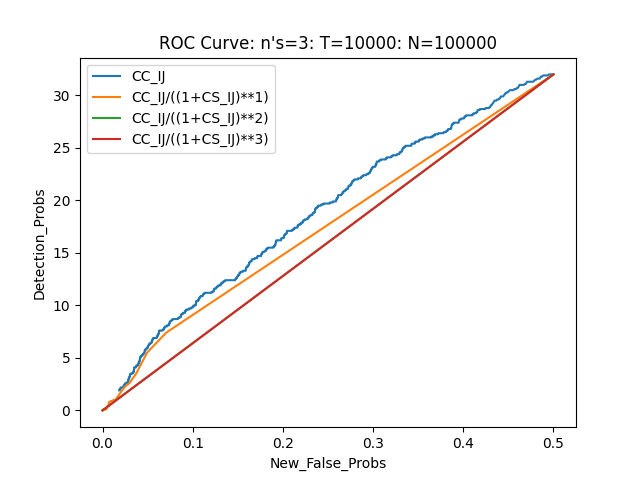 ROC Curve: n's=3: T=10000: N=100000
CC_IJ
CC_IJ/((1+CS_IJ)**1)
CC_IJ/((1+CS_IJ)**2)
CC_IJ/((1+CS_IJ)**3)
Detection_Probs
30
25
20
15
10
5
0
0.0 0.1 0.2 0.3 0.4 0.5
New_False_Probs